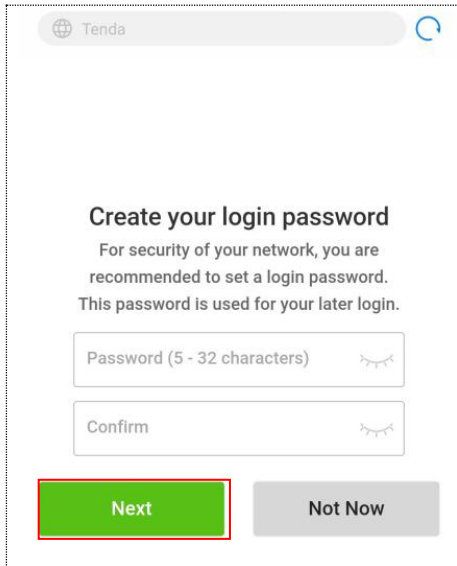 Tenda
Create your login password
For security of your network, you are
recommended to set a login password.
This password is used for your later login.
Password (5 - 32 characters)
Confirm
Next
Not Now